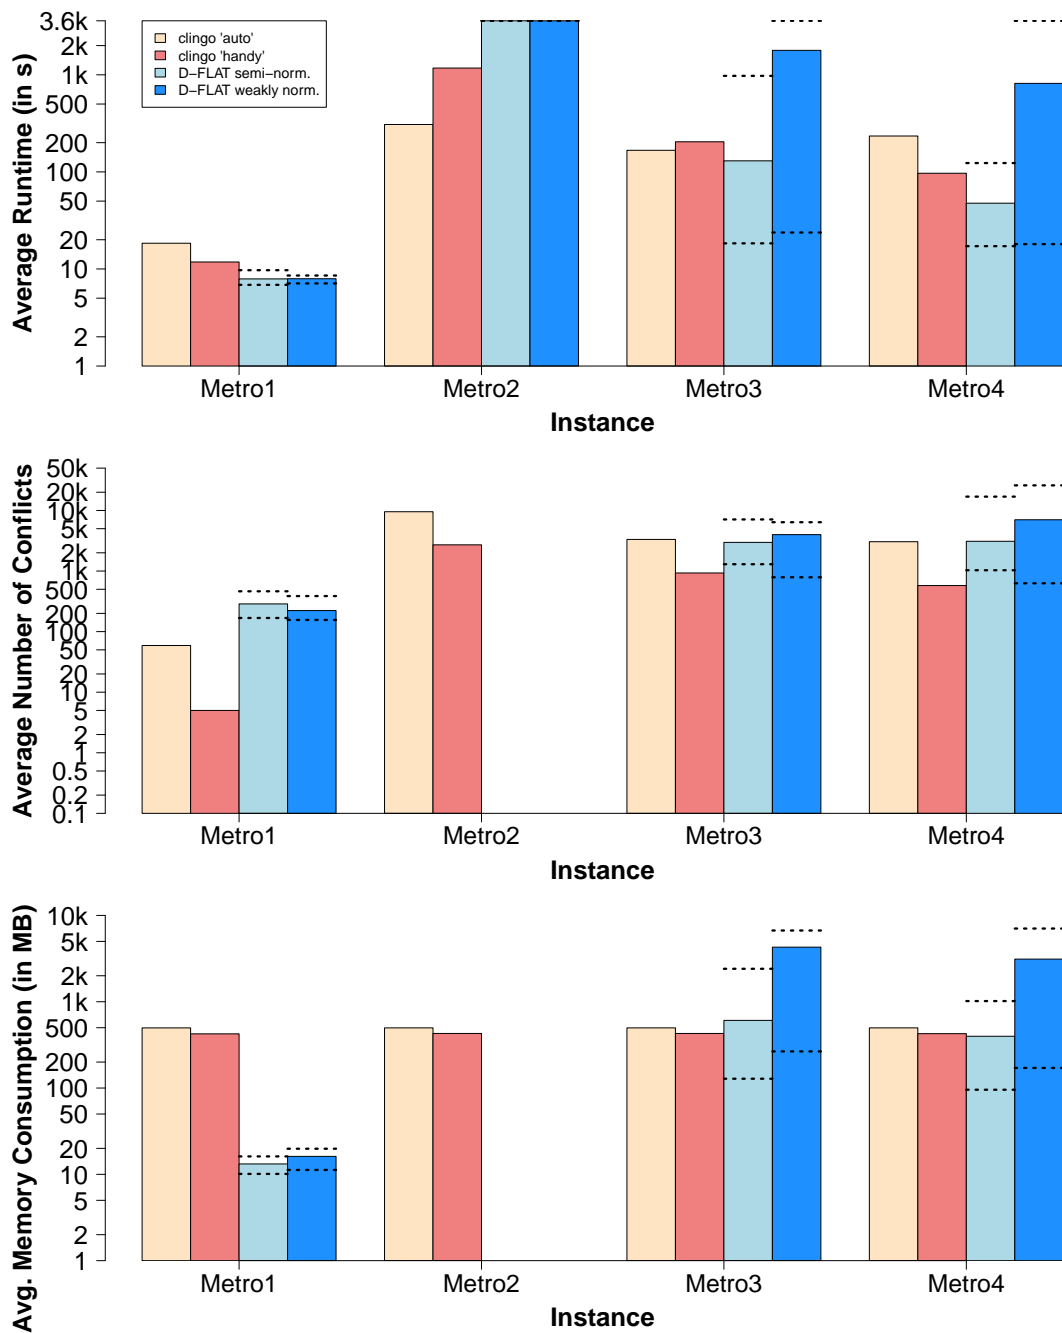 Average Runtime (in s)
3.6k
2k
1k
500
200
100
50
20
10
5
2
1
clingo 'auto'
clingo 'handy'
D−FLAT semi−norm.
D−FLAT weakly norm.
Metro1 Metro2 Metro3 Metro4
Instance
Average Number of Conflicts
50k
20k
10k
5k
2k
1k
500
200
100
50
20
10
5
2
1
0.5
0.2
0.1
Metro1 Metro2 Metro3 Metro4
Instance
Avg. Memory Consumption (in MB)
10k
5k
2k
1k
500
200
100
50
20
10
5
2
1
Metro1 Metro2 Metro3 Metro4
Instance